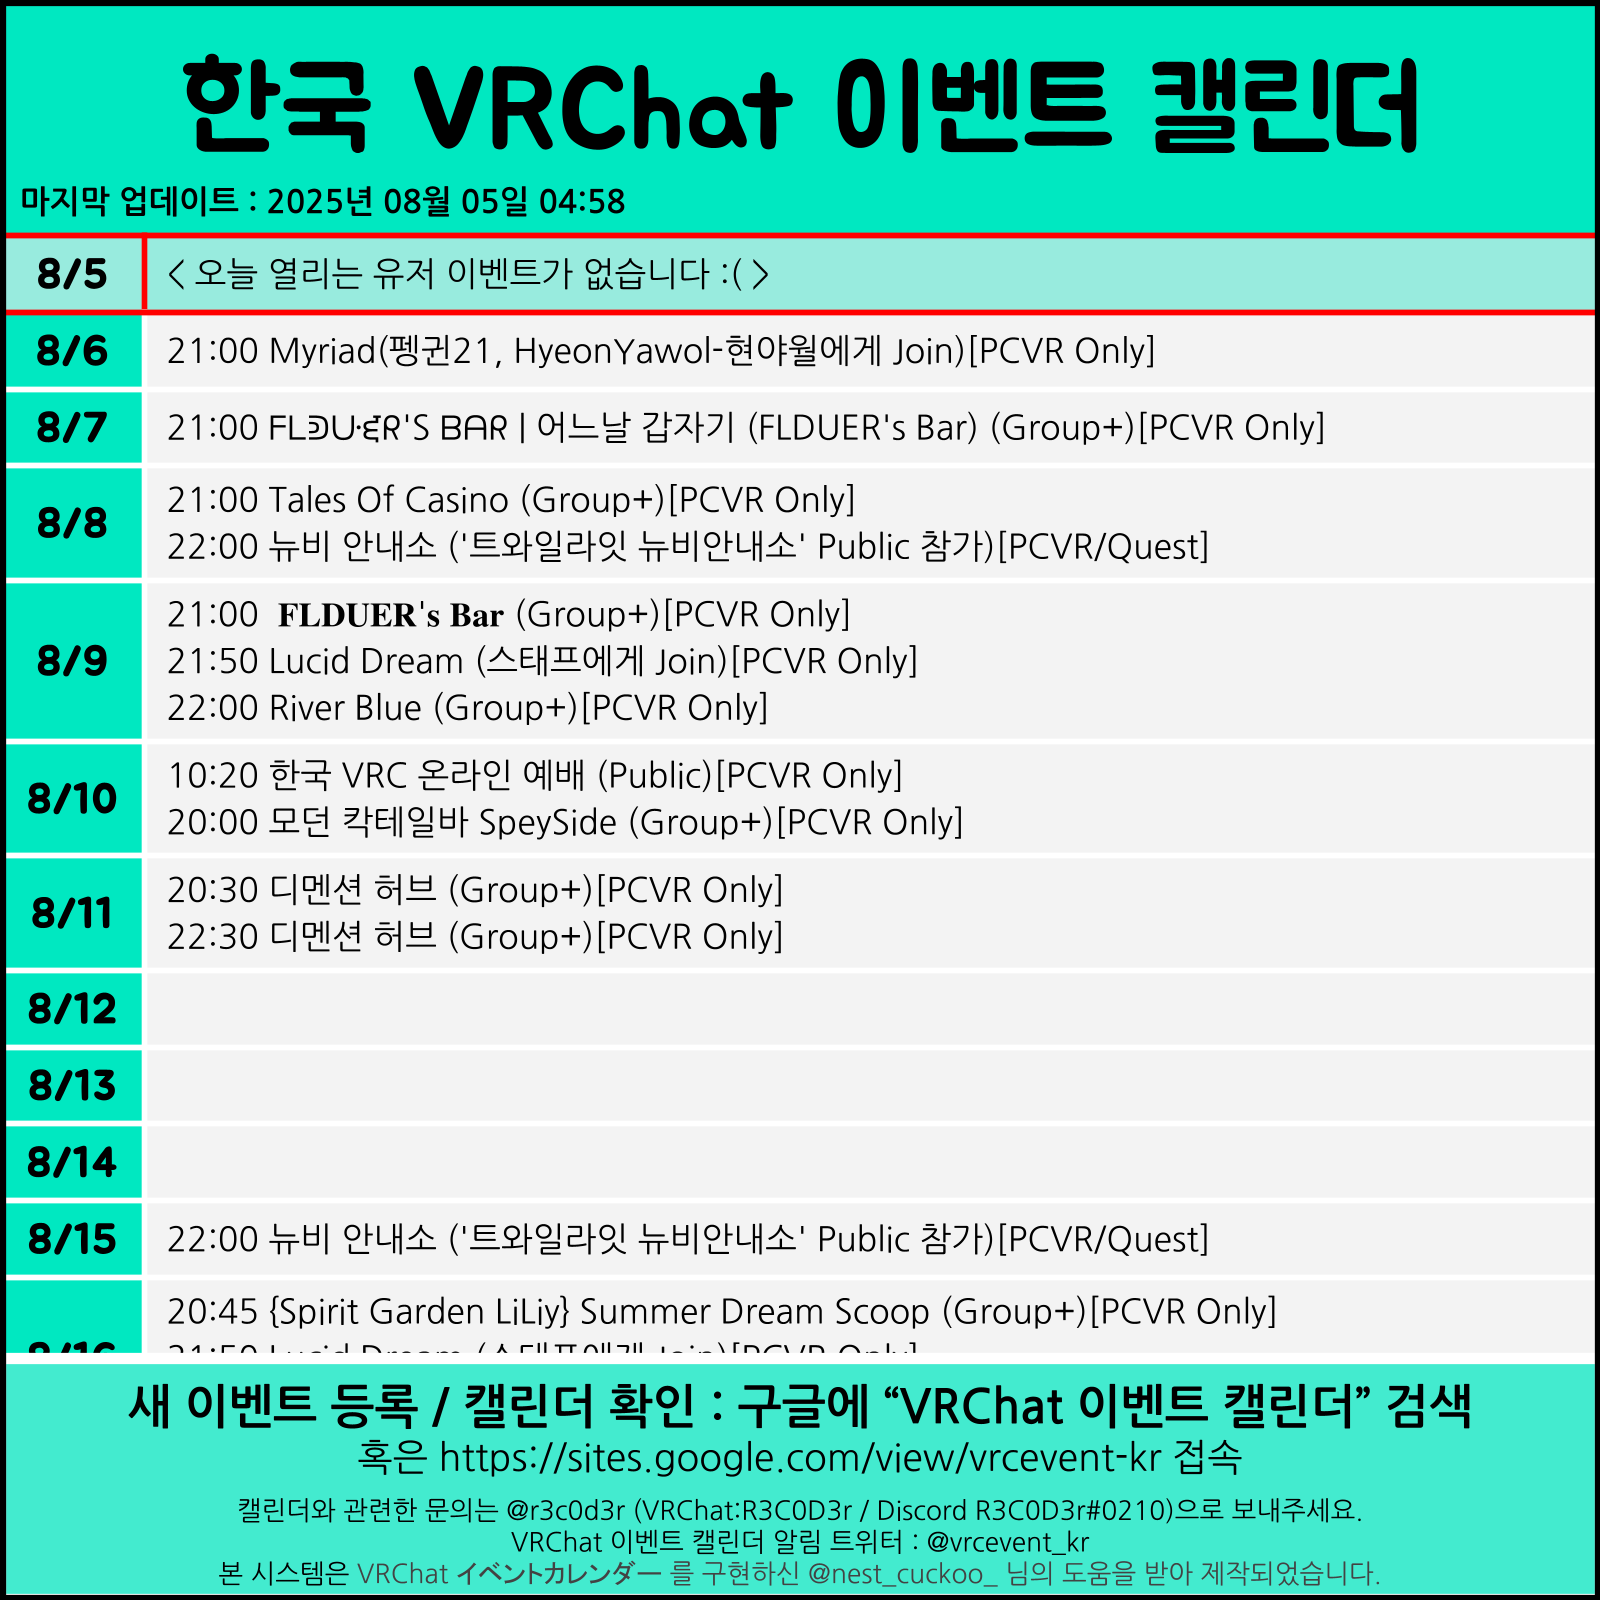 한국 VRChat 이벤트 캘린더
마지막 업데이트 : 2025년 08월 05일 04:58
8/5
< 오늘 열리는 유저 이벤트가 없습니다 :( >
8/6
21:00 Myriad(펭귄21, HyeonYawol-현야월에게 Join)[PCVR Only]
8/7
21:00 ᖴᒪᕲᑌ·ᙓᖇ'S ᗷᗩᖇ | 어느날 갑자기 (FLDUER's Bar) (Group+)[PCVR Only]
8/8
21:00 Tales Of Casino (Group+)[PCVR Only]
22:00 뉴비 안내소 ('트와일라잇 뉴비안내소' Public 참가)[PCVR/Quest]
8/9
21:00 𝐅𝐋𝐃𝐔𝐄𝐑'𝐬 𝐁𝐚𝐫 (Group+)[PCVR Only]
21:50 Lucid Dream (스태프에게 Join)[PCVR Only]
22:00 River Blue (Group+)[PCVR Only]
8/10
10:20 한국 VRC 온라인 예배 (Public)[PCVR Only]
20:00 모던 칵테일바 SpeySide (Group+)[PCVR Only]
8/11
20:30 디멘션 허브 (Group+)[PCVR Only]
22:30 디멘션 허브 (Group+)[PCVR Only]
8/12
8/13
8/14
8/15
22:00 뉴비 안내소 ('트와일라잇 뉴비안내소' Public 참가)[PCVR/Quest]
8/16
20:45 {Spirit Garden LiLiy} Summer Dream Scoop (Group+)[PCVR Only]
21:50 Lucid Dream (스태프에게 Join)[PCVR Only]
새 이벤트 등록 / 캘린더 확인 : 구글에 “VRChat 이벤트 캘린더” 검색
혹은 https://sites.google.com/view/vrcevent-kr 접속
캘린더와 관련한 문의는 @r3c0d3r (VRChat:R3C0D3r / Discord R3C0D3r#0210)으로 보내주세요.
VRChat 이벤트 캘린더 알림 트위터 : @vrcevent_kr
본 시스템은 VRChat イベントカレンダー 를 구현하신 @nest_cuckoo_ 님의 도움을 받아 제작되었습니다.